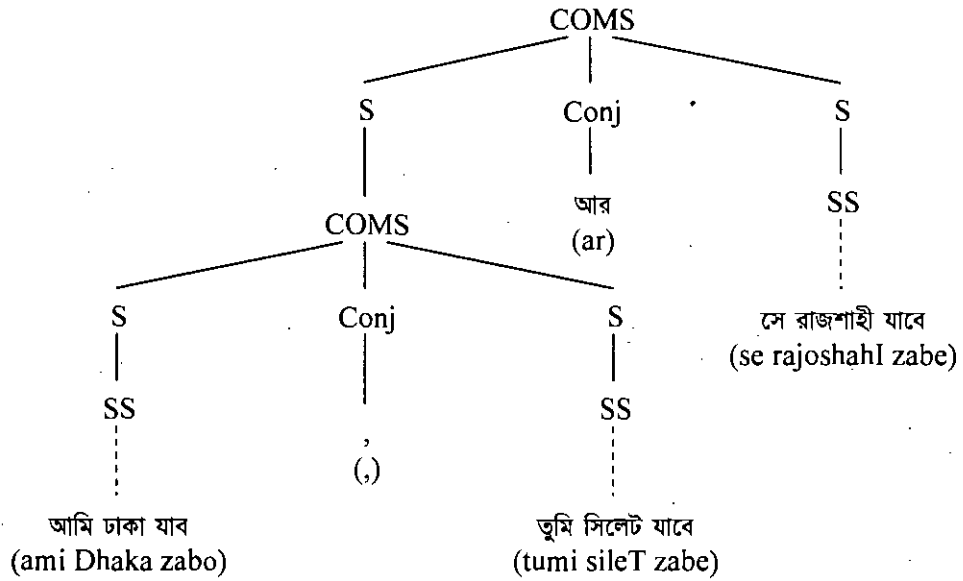 COMS
S Conj S
আর
(ar)
SS
COMS
S Conj S
সে রাজশাহী যাবে
(se rajoshahI zabe)
SS SS
,
(,)
আমি ঢাকা যাব
(ami Dhaka zabo)
তুমি সিলেট যাবে
(tumi sileT zabe)